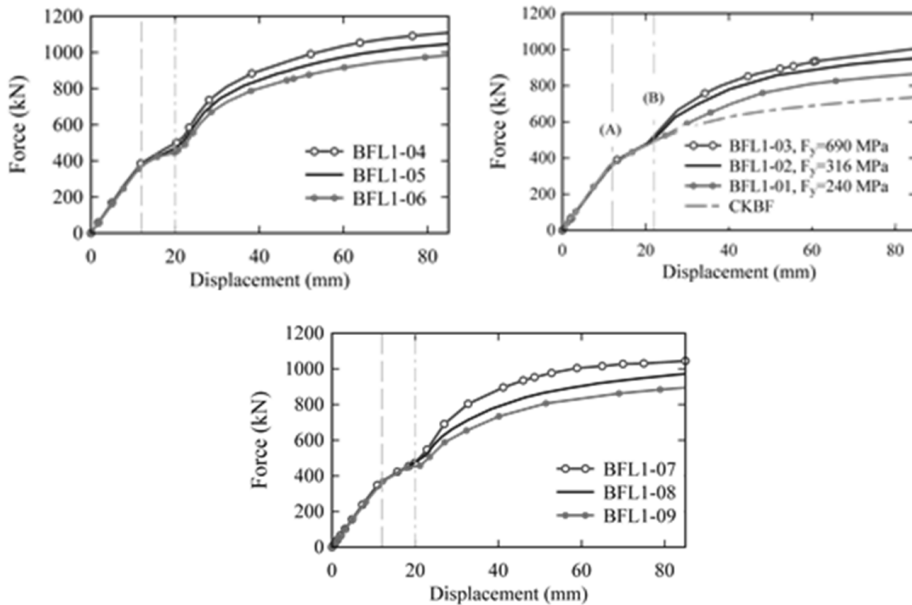 1200
1000
800
600
400
200
0
Force (kN)
BFL1-04
BFL1-05
BFL1-06
0 20 40 60 80
Displacement (mm)
1200
1000
800
600
400
200
0
Force (kN)
(A)
(B)
BFL1-03, Fy=690 MPa
BFL1-02, Fy=316 MPa
BFL1-01, Fy=240 MPa
CKBF
0 20 40 60 80
Displacement (mm)
1200
1000
800
600
400
200
0
Force (kN)
BFL1-07
BFL1-08
BFL1-09
0 20 40 60 80
Displacement (mm)